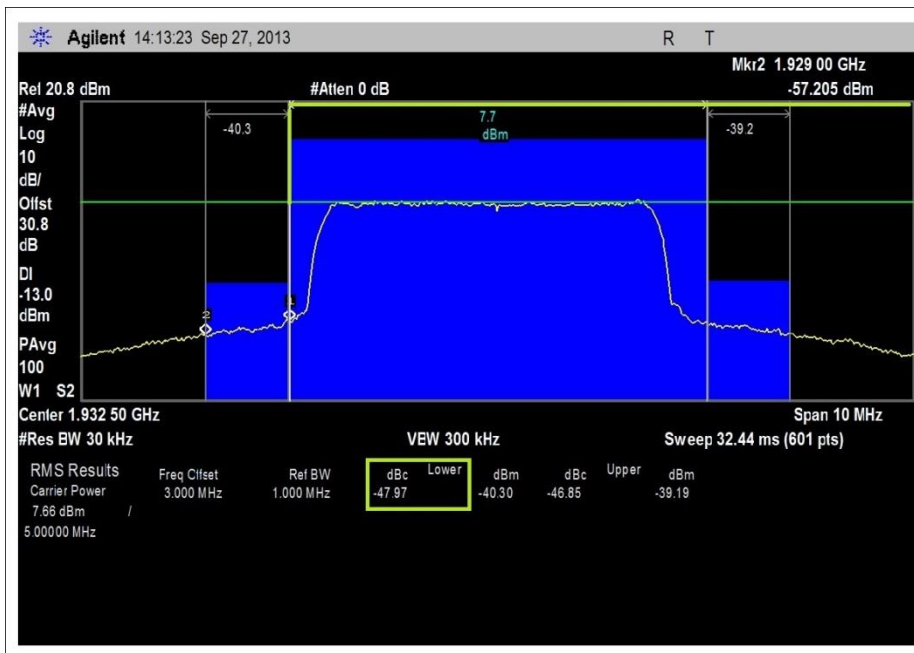 Agilent 14:13:23 Sep 27, 2013 R T
Mkr2 1.929 00 GHz
Ref 20.8 dBm #Atten 0 dB -57.205 dBm
#Avg
Log
10
dB/
Offst
30.8
dB
DI
-13.0
dBm
PAvg
100
W1 S2
-40.3
7.7
dBm
-39.2
1
2
Center 1.932 50 GHz Span 10 MHz
#Res BW 30 kHz VBW 300 kHz Sweep 32.44 ms (601 pts)
RMS Results Freq Offset Ref BW dBc Lower dBm dBc Upper dBm
Carrier Power 3.000 MHz 1.000 MHz -47.97 -40.30 -46.85 -39.19
7.66 dBm /
5.00000 MHz